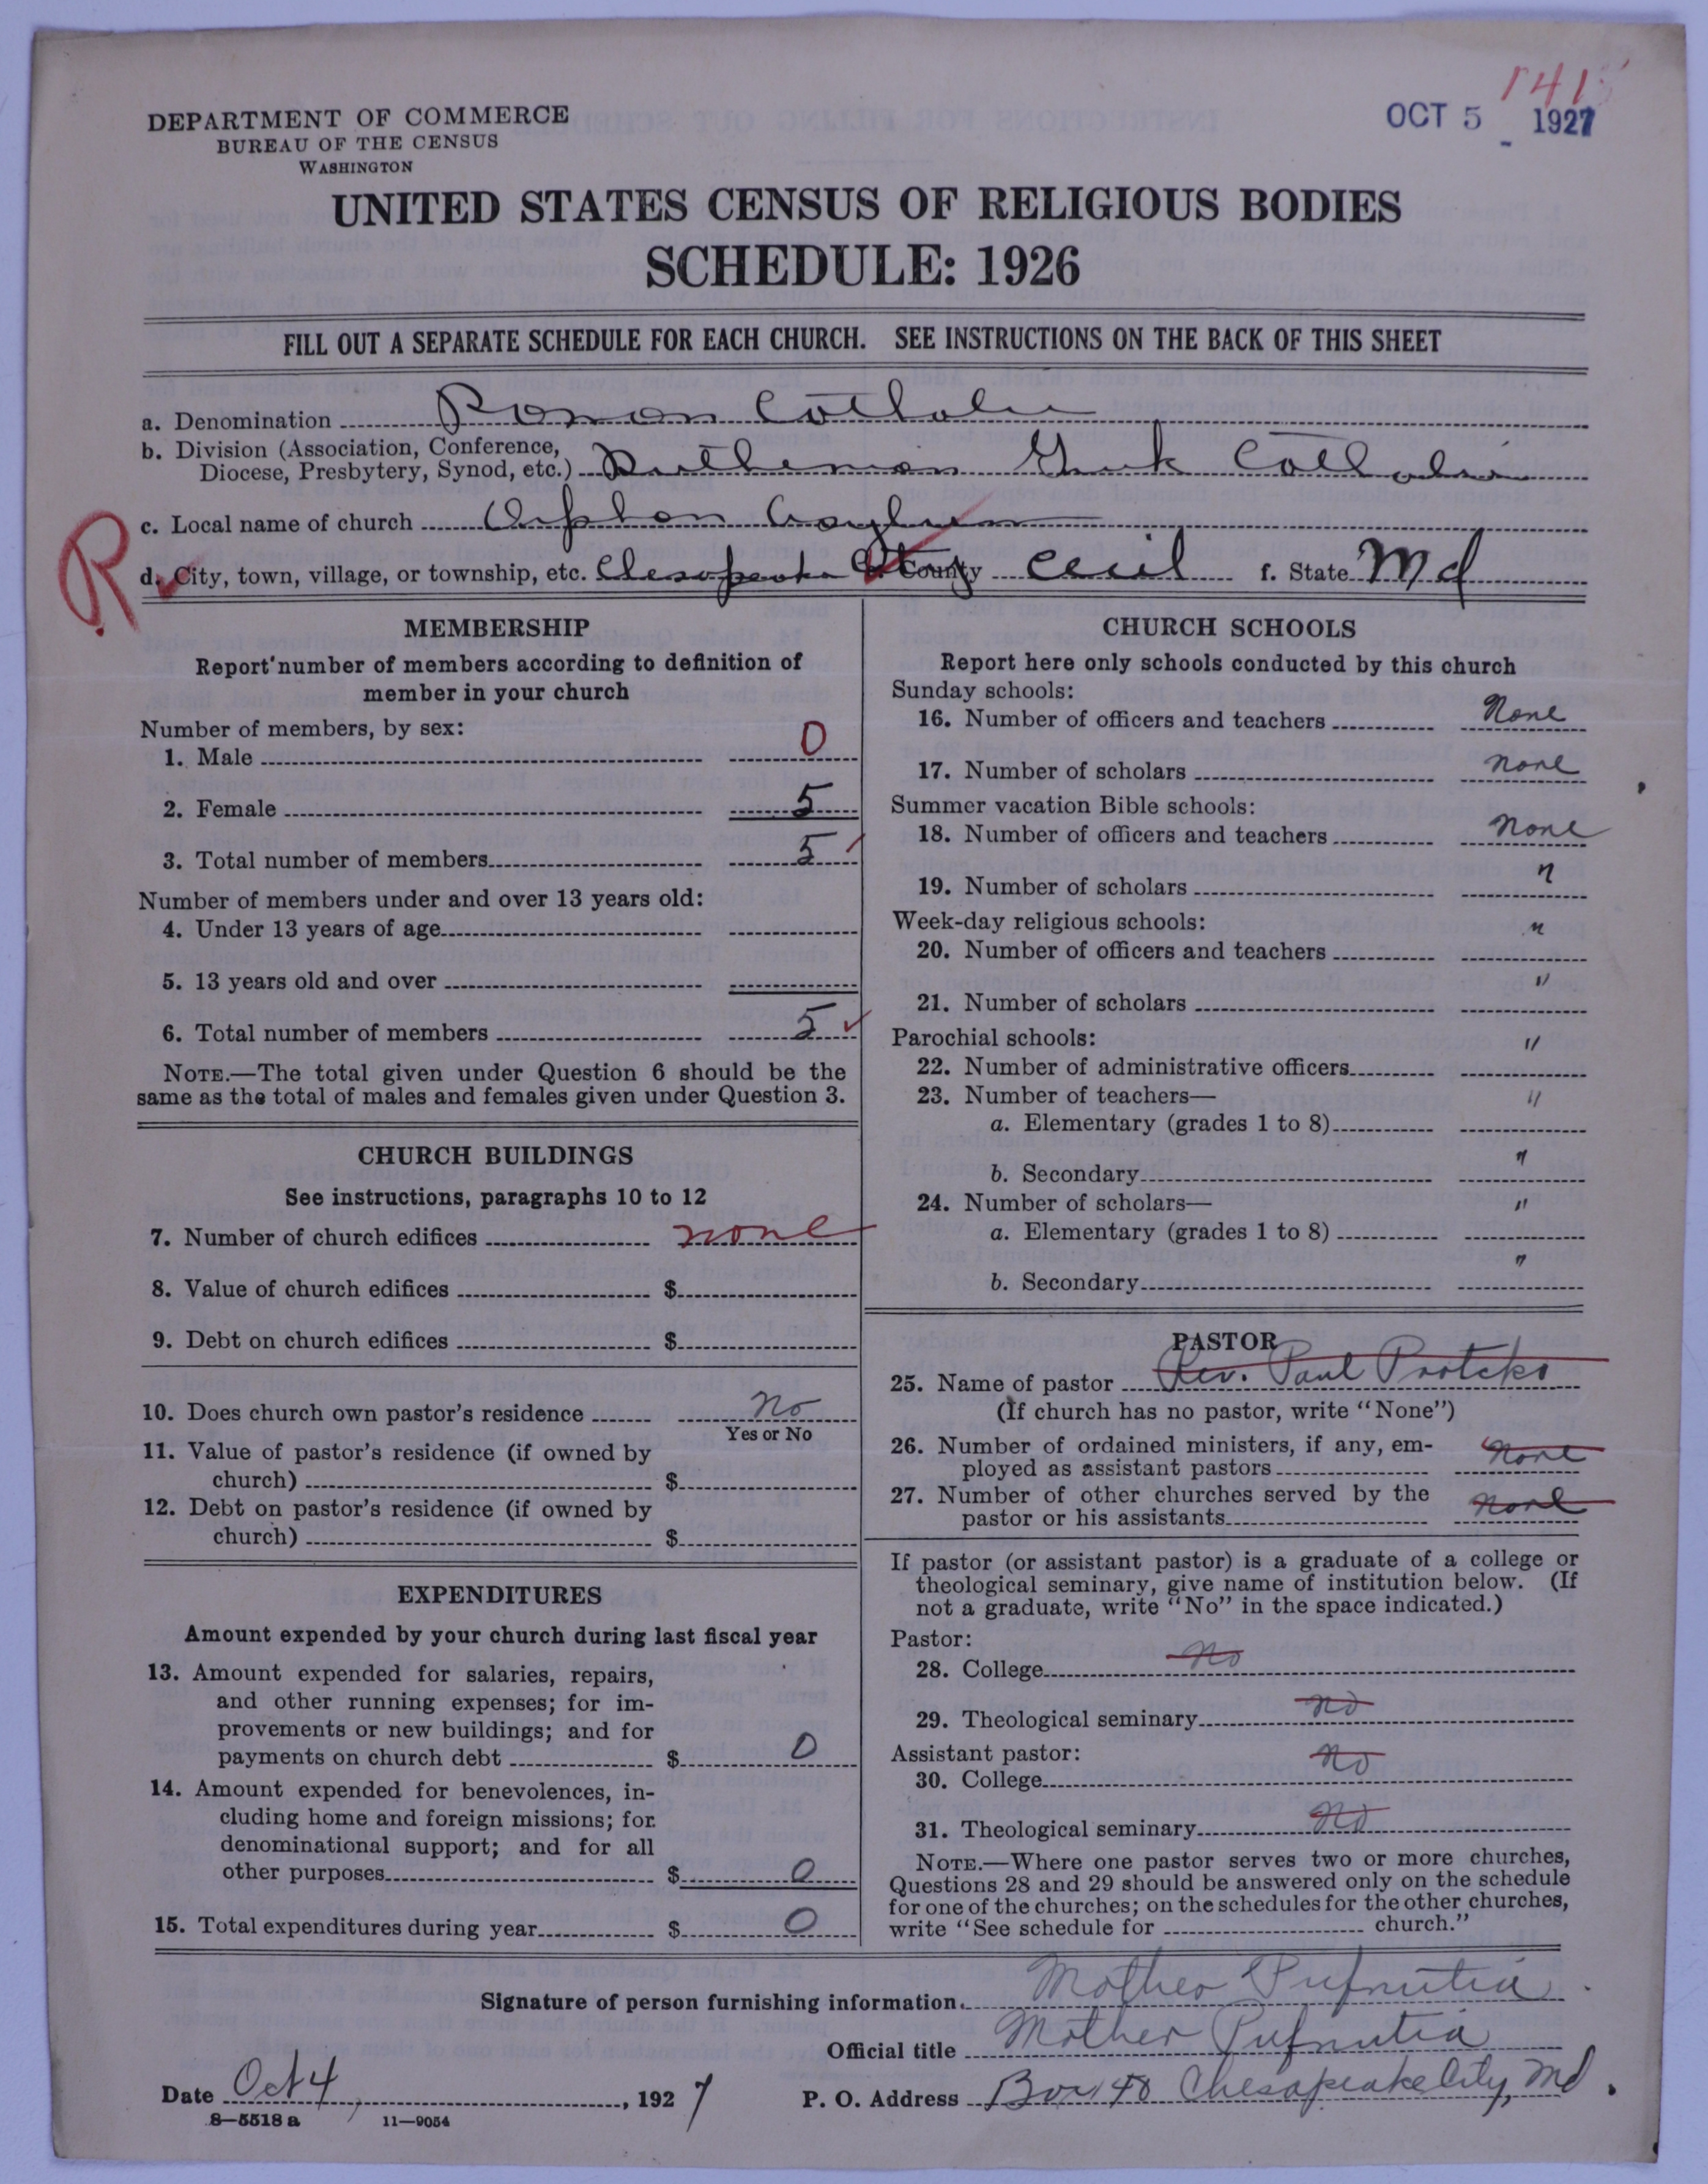 141
OCT 5 1927
DEPARTMENT OF COMMERCE
BUREAU OF THE CENSUS
WASHINGTON
UNITED STATES CENSUS OF RELIGIOUS BODIES
SCHEDULE: 1926
FILL OUT A SEPARATE SCHEDULE FOR EACH CHURCH. SEE INSTRUCTIONS ON THE BACK OF THIS SHEET
a. Denomination Roman Catholic
b. Division (Association, Conference,
Diocese, Presbytery, Synod, etc.) Ruthenian Greek Catholic
c. Local name of church Orphan Asylum
R
d. City, town, village, or township, etc. Chesapeake City e. County Cecil f. State Md
MEMBERSHIP
Report number of members according to definition of
member in your church
Number of members, by sex:
1. Male 0
2. Female 5
3. Total number of members 5
Number of members under and over 13 years old:
4. Under 13 years of age
5. 13 years old and over
6. Total number of members 5
NOTE.—The total given under Question 6 should be the
same as the total of males and females given under Question 3.
CHURCH BUILDINGS
See instructions, paragraphs 10 to 12
7. Number of church edifices none
8. Value of church edifices $
9. Debt on church edifices $
10. Does church own pastor's residence No
Yes or No
11. Value of pastor's residence (if owned by
church) $
12. Debt on pastor's residence (if owned by
church) $
EXPENDITURES
Amount expended by your church during last fiscal year
13. Amount expended for salaries, repairs,
and other running expenses; for im-
provements or new buildings; and for
payments on church debt $ 0
14. Amount expended for benevolences, in-
cluding home and foreign missions; for
denominational support; and for all
other purposes $ 0
15. Total expenditures during year $ 0
CHURCH SCHOOLS
Report here only schools conducted by this church
Sunday schools:
16. Number of officers and teachers None
17. Number of scholars none
Summer vacation Bible schools:
18. Number of officers and teachers none
19. Number of scholars "
Week-day religious schools:
20. Number of officers and teachers "
21. Number of scholars "
Parochial schools:
22. Number of administrative officers "
23. Number of teachers—
a. Elementary (grades 1 to 8) "
b. Secondary "
24. Number of scholars—
a. Elementary (grades 1 to 8) "
b. Secondary "
PASTOR
25. Name of pastor Rev. Paul Protcko
(If church has no pastor, write "None")
26. Number of ordained ministers, if any, em-
ployed as assistant pastors none
27. Number of other churches served by the
pastor or his assistants none
If pastor (or assistant pastor) is a graduate of a college or
theological seminary, give name of institution below. (If
not a graduate, write "No" in the space indicated.)
Pastor:
28. College No
29. Theological seminary no
Assistant pastor:
30. College No
31. Theological seminary No
NOTE.—Where one pastor serves two or more churches,
Questions 28 and 29 should be answered only on the schedule
for one of the churches; on the schedules for the other churches,
write "See schedule for church."
Signature of person furnishing information Mother Pufnutia
Official title Mother Pufnutia
Date Oct 4, 1927 P. O. Address Box 40 Chesapeake City, Md.
8—5518 a 11—9054